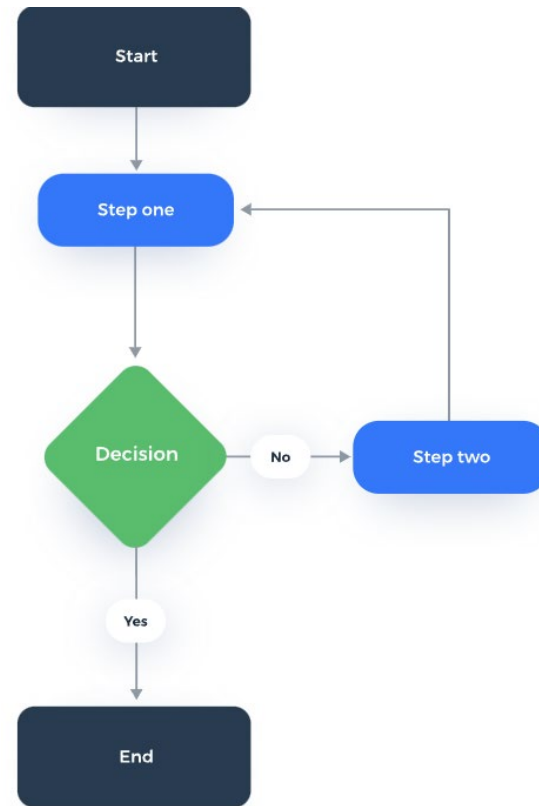 Start
Step one
Decision
No
Step two
Yes
End